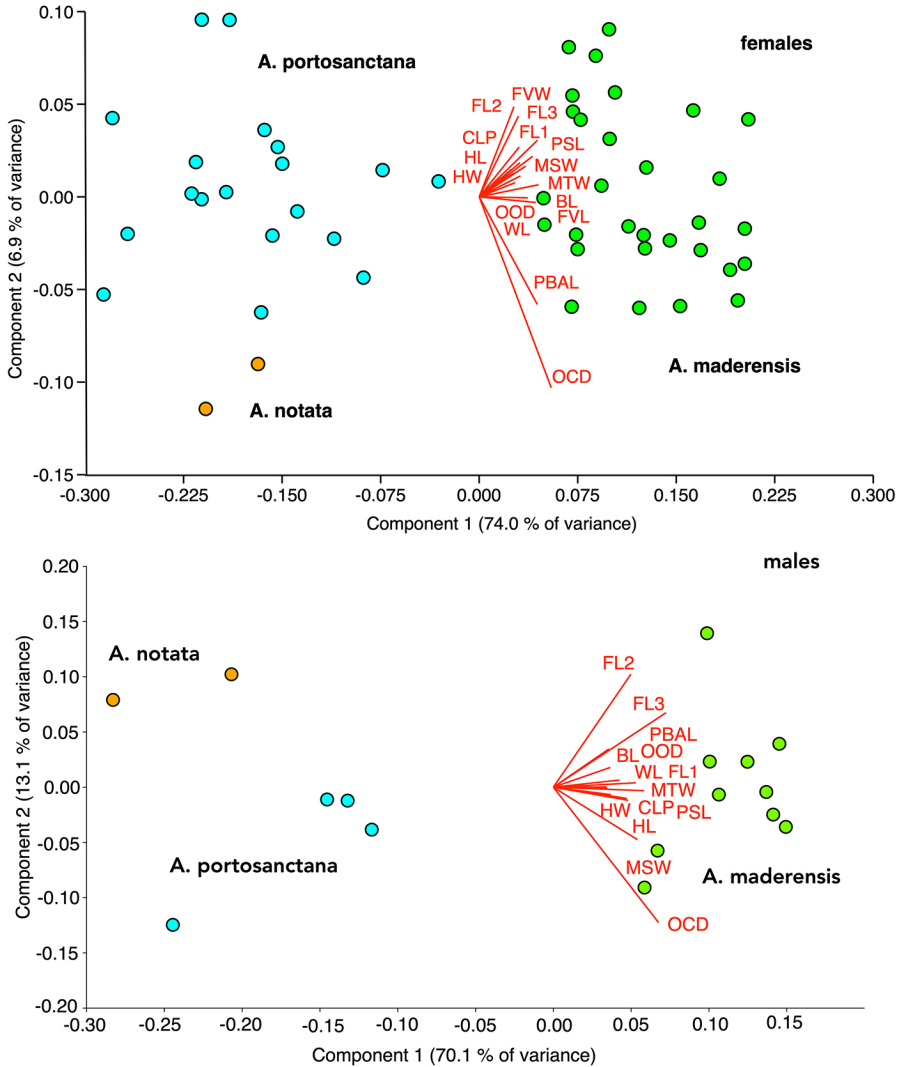 0.10
females
A. portosanctana
FVW
FL2
FL3
0.05
FL1
CLP
PSL
HL
MSW
HW
MTW
0.00
BL
OOD
FVL
WL
PBAL
-0.05
A. maderensis
OCD
-0.10
A. notata
-0.15
-0.300 -0.225 -0.150 -0.075 0.000 0.075 0.150 0.225 0.300
Component 2 (6.9 % of variance)
Component 1 (74.0 % of variance)
males
0.20
0.15
A. notata
FL2
0.10
FL3
PBAL
0.05
BL OOD
WL FL1
0.00
MTW
HW CLP PSL
HL
-0.05
MSW
A. portosanctana
A. maderensis
-0.10
OCD
-0.15
-0.20
-0.30 -0.25 -0.20 -0.15 -0.10 -0.05 0.00 0.05 0.10 0.15
Component 2 (13.1 % of variance)
Component 1 (70.1 % of variance)